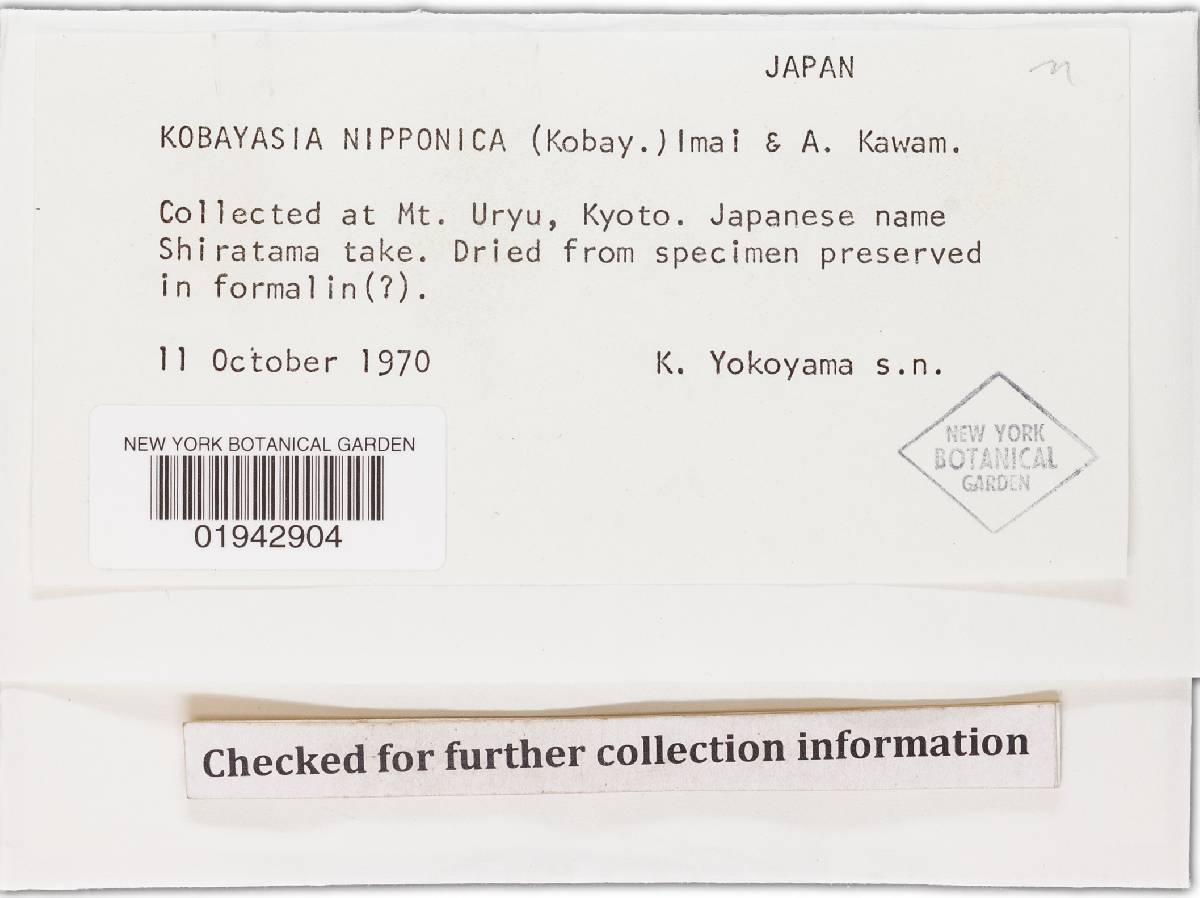 JAPAN
KOBAYASIA NIPPONICA (Kobay.)Imai & A. Kawam.
Collected at Mt. Uryu, Kyoto. Japanese name
Shiratama take. Dried from specimen preserved
in formalin(?).
11 October 1970 K. Yokoyama s.n.
NEW YORK BOTANICAL GARDEN
01942904
NEW YORK
BOTANICAL
GARDEN
Checked for further collection information